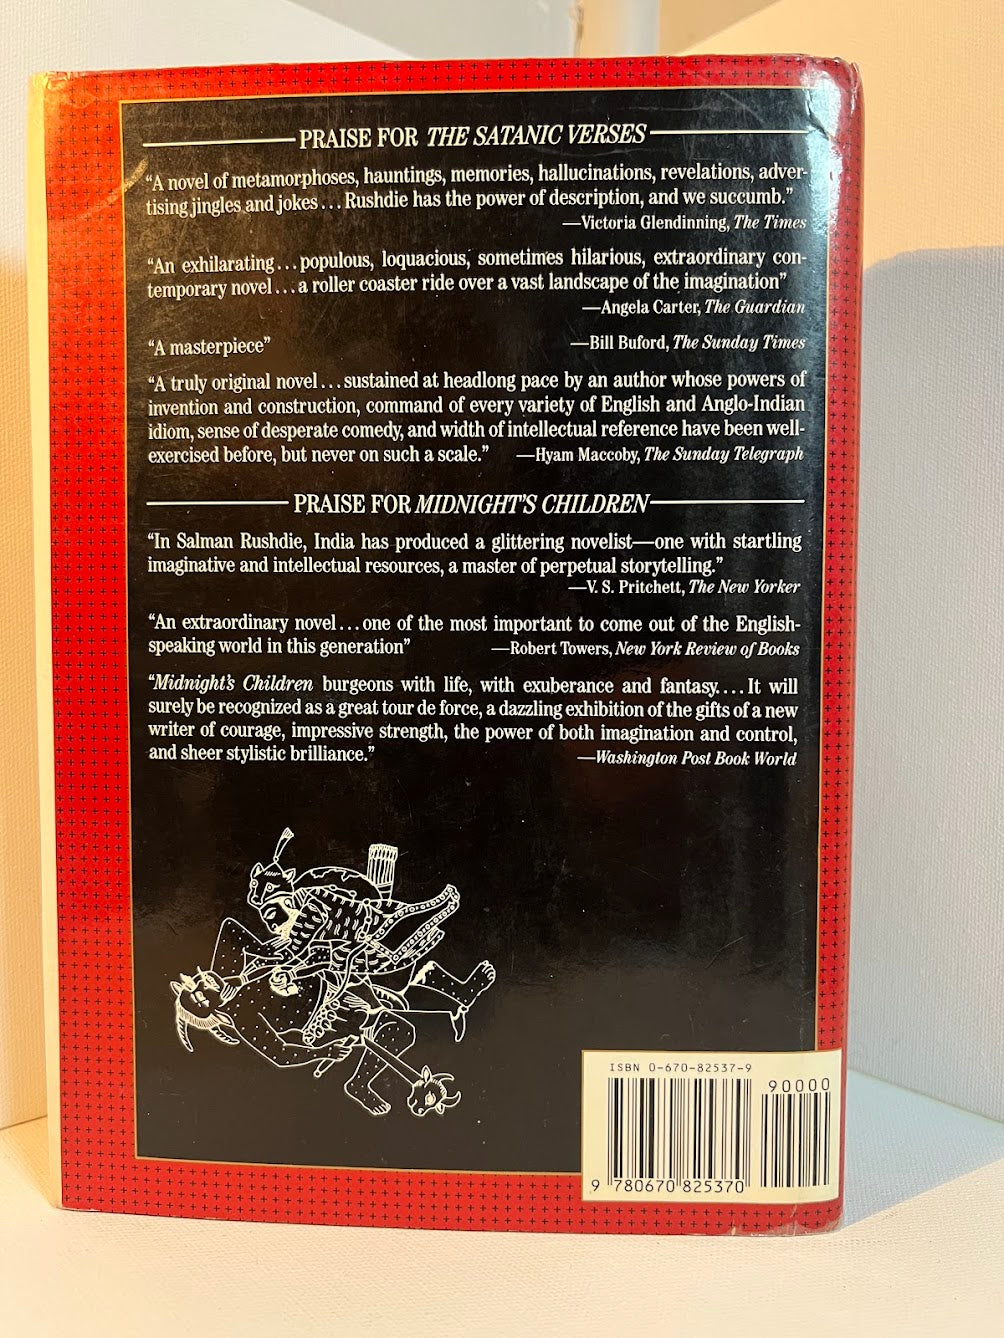 PRAISE FOR THE SATANIC VERSES
“A novel of metamorphoses, hauntings, memories, hallucinations, revelations, adver-
tising jingles and jokes...Rushdie has the power of description, and we succumb.”
—Victoria Glendinning, The Times
“An exhilarating...populous, loquacious, sometimes hilarious, extraordinary con-
temporary novel...a roller coaster ride over a vast landscape of the imagination”
—Angela Carter, The Guardian
“A masterpiece” —Bill Buford, The Sunday Times
“A truly original novel...sustained at headlong pace by an author whose powers of
invention and construction, command of every variety of English and Anglo-Indian
idiom, sense of desperate comedy, and width of intellectual reference have been well-
exercised before, but never on such a scale.” —Hyam Maccoby, The Sunday Telegraph
PRAISE FOR MIDNIGHT'S CHILDREN
“In Salman Rushdie, India has produced a glittering novelist—one with startling
imaginative and intellectual resources, a master of perpetual storytelling.”
—V. S. Pritchett, The New Yorker
“An extraordinary novel...one of the most important to come out of the English-
speaking world in this generation” —Robert Towers, New York Review of Books
“Midnight's Children burgeons with life, with exuberance and fantasy....It will
surely be recognized as a great tour de force, a dazzling exhibition of the gifts of a new
writer of courage, impressive strength, the power of both imagination and control,
and sheer stylistic brilliance.” —Washington Post Book World
ISBN 0-670-82537-9
90000
9 780670 825370